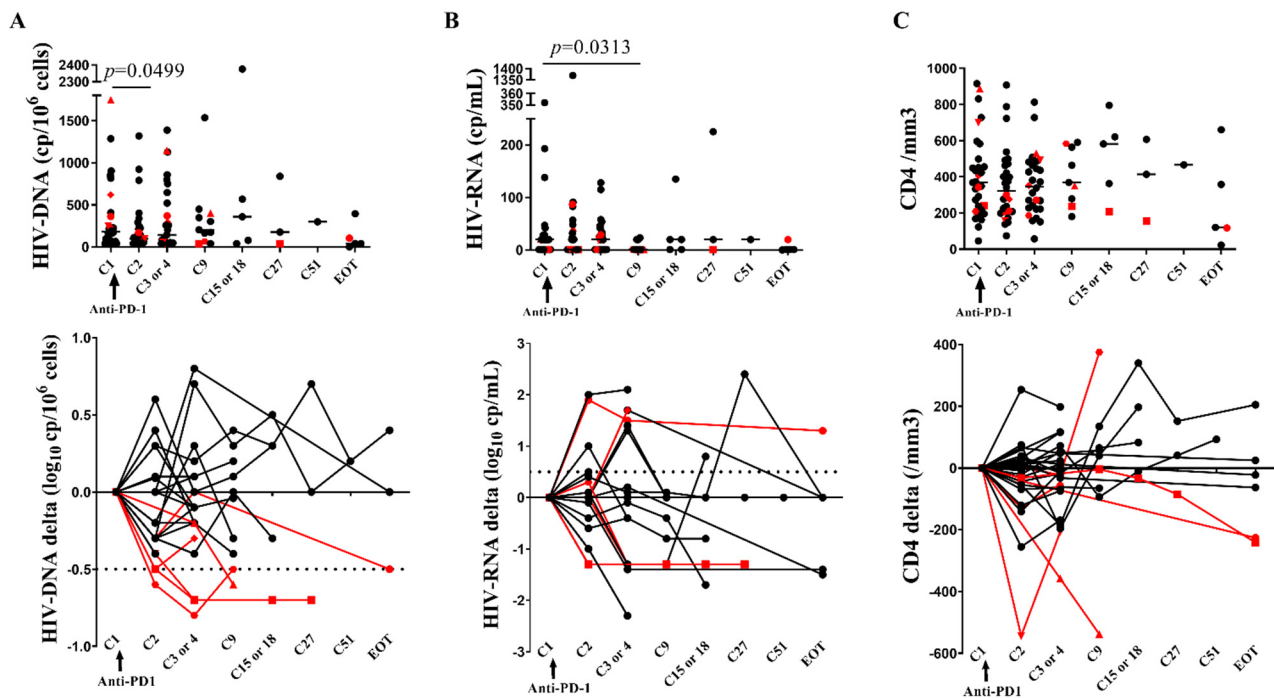 A
HIV-DNA (cp/10⁶ cells)
2400
2300
1500
1000
500
0
p=0.0499
C1
C2
C3 or 4
C9
C15 or 18
C27
C51
EOT
Anti-PD-1
B
HIV-RNA (cp/mL)
1400
1350
360
350
200
100
0
p=0.0313
C1
C2
C3 or 4
C9
C15 or 18
C27
C51
EOT
Anti-PD-1
C
CD4 /mm3
1000
800
600
400
200
0
C1
C2
C3 or 4
C9
C15 or 18
C27
C51
EOT
Anti-PD-1
HIV-DNA delta (log₁₀ cp/10⁶ cells)
1.0
0.5
0.0
-0.5
-1.0
C1
C2
C3 or 4
C9
C15 or 18
C27
C51
EOT
Anti-PD1
HIV-RNA delta (log₁₀ cp/mL)
3
2
1
0
-1
-2
-3
C1
C2
C3 or 4
C9
C15 or 18
C27
C51
EOT
Anti-PD-1
CD4 delta (/mm3)
400
200
0
-200
-400
-600
C1
C2
C3 or 4
C9
C15 or 18
C27
C51
EOT
Anti-PD1